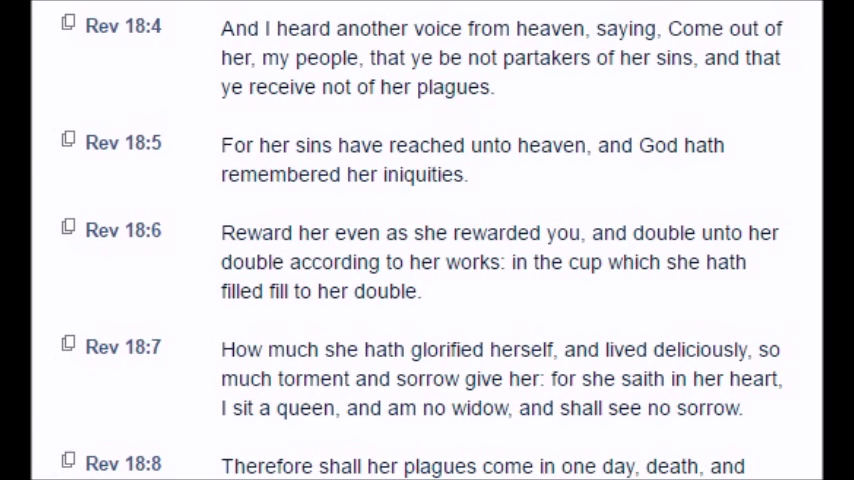 Rev 18:4 And I heard another voice from heaven, saying, Come out of
her, my people, that ye be not partakers of her sins, and that
ye receive not of her plagues.
Rev 18:5 For her sins have reached unto heaven, and God hath
remembered her iniquities.
Rev 18:6 Reward her even as she rewarded you, and double unto her
double according to her works: in the cup which she hath
filled fill to her double.
Rev 18:7 How much she hath glorified herself, and lived deliciously, so
much torment and sorrow give her: for she saith in her heart,
I sit a queen, and am no widow, and shall see no sorrow.
Rev 18:8 Therefore shall her plagues come in one day, death, and